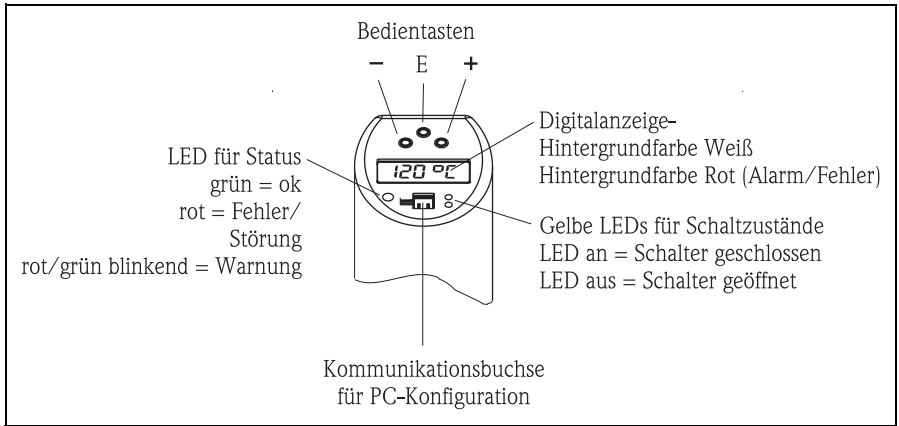 Bedientasten
− E +
LED für Status
grün = ok
rot = Fehler/
Störung
rot/grün blinkend = Warnung
120 °C
Digitalanzeige-
Hintergrundfarbe Weiß
Hintergrundfarbe Rot (Alarm/Fehler)
Gelbe LEDs für Schaltzustände
LED an = Schalter geschlossen
LED aus = Schalter geöffnet
Kommunikationsbuchse
für PC-Konfiguration